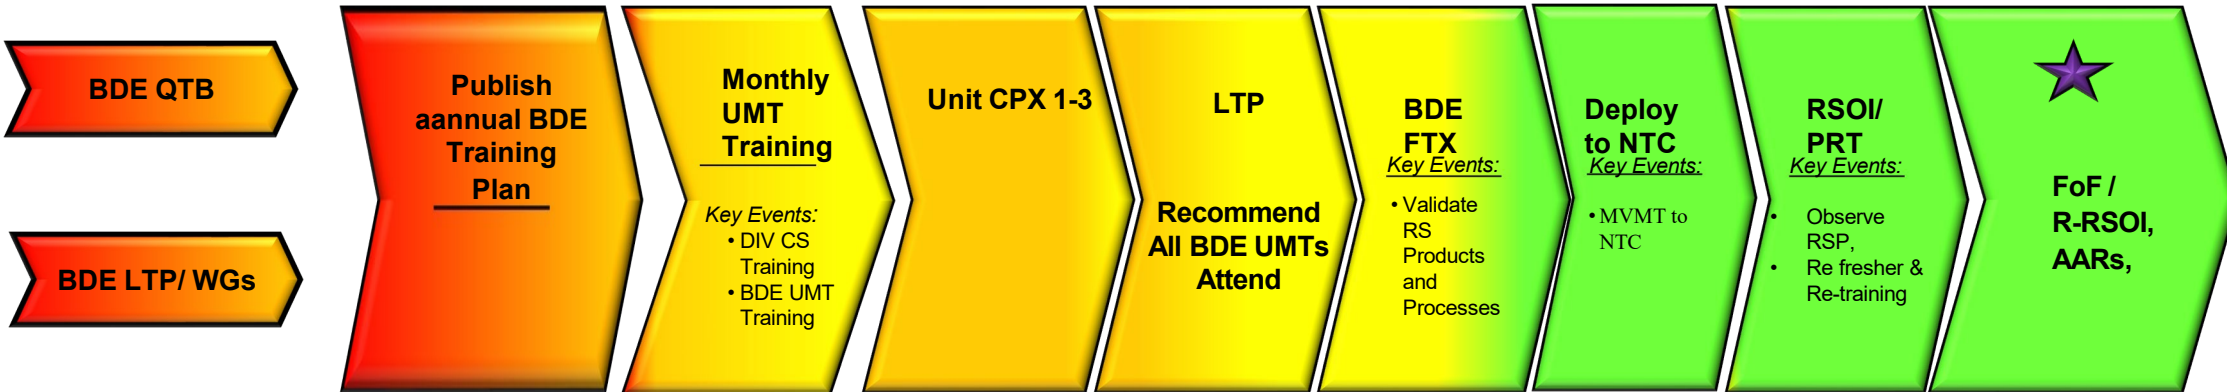 BDE QTB
BDE LTP/ WGs
Publish
aannual BDE
Training
Plan
Monthly
UMT
Training
Key Events:
• DIV CS
Training
• BDE UMT
Training
Unit CPX 1-3
LTP
Recommend
All BDE UMTs
Attend
BDE
FTX
Key Events:
• Validate
RS
Products
and
Processes
Deploy
to NTC
Key Events:
• MVMT to
NTC
RSOI/
PRT
Key Events:
• Observe
RSP,
• Re fresher &
Re-training
FoF /
R-RSOI,
AARs,